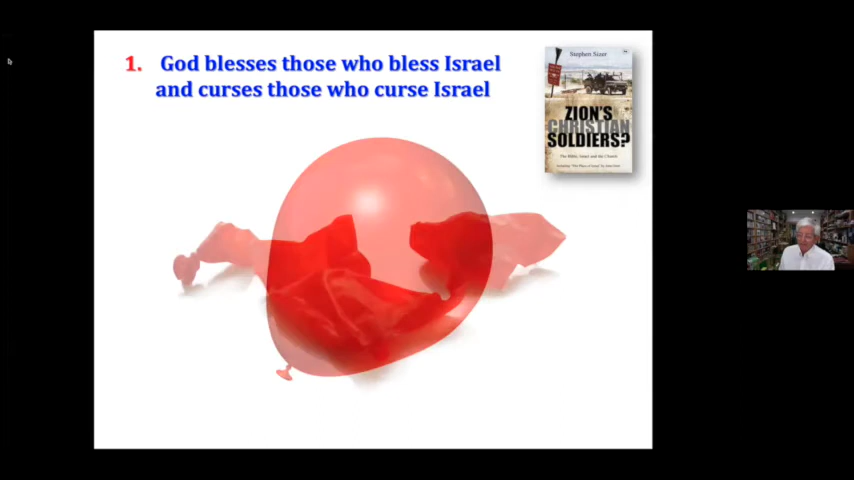 1. God blesses those who bless Israel
and curses those who curse Israel
Stephen Sizer
ZION'S
CHRISTIAN
SOLDIERS?
The Bible, Israel and the Church